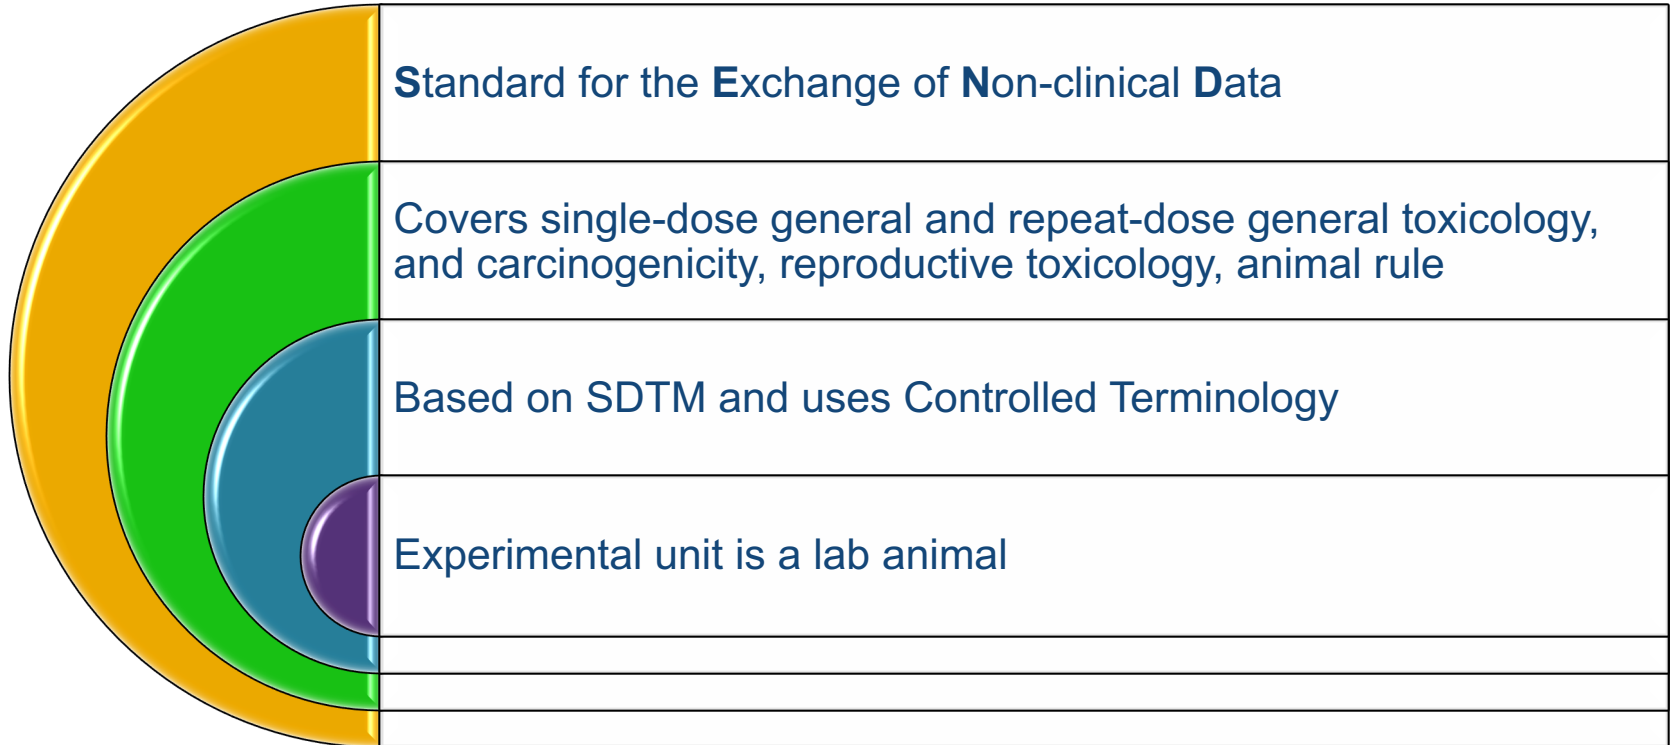 Standard for the Exchange of Non-clinical Data
Covers single-dose general and repeat-dose general toxicology,
and carcinogenicity, reproductive toxicology, animal rule
Based on SDTM and uses Controlled Terminology
Experimental unit is a lab animal